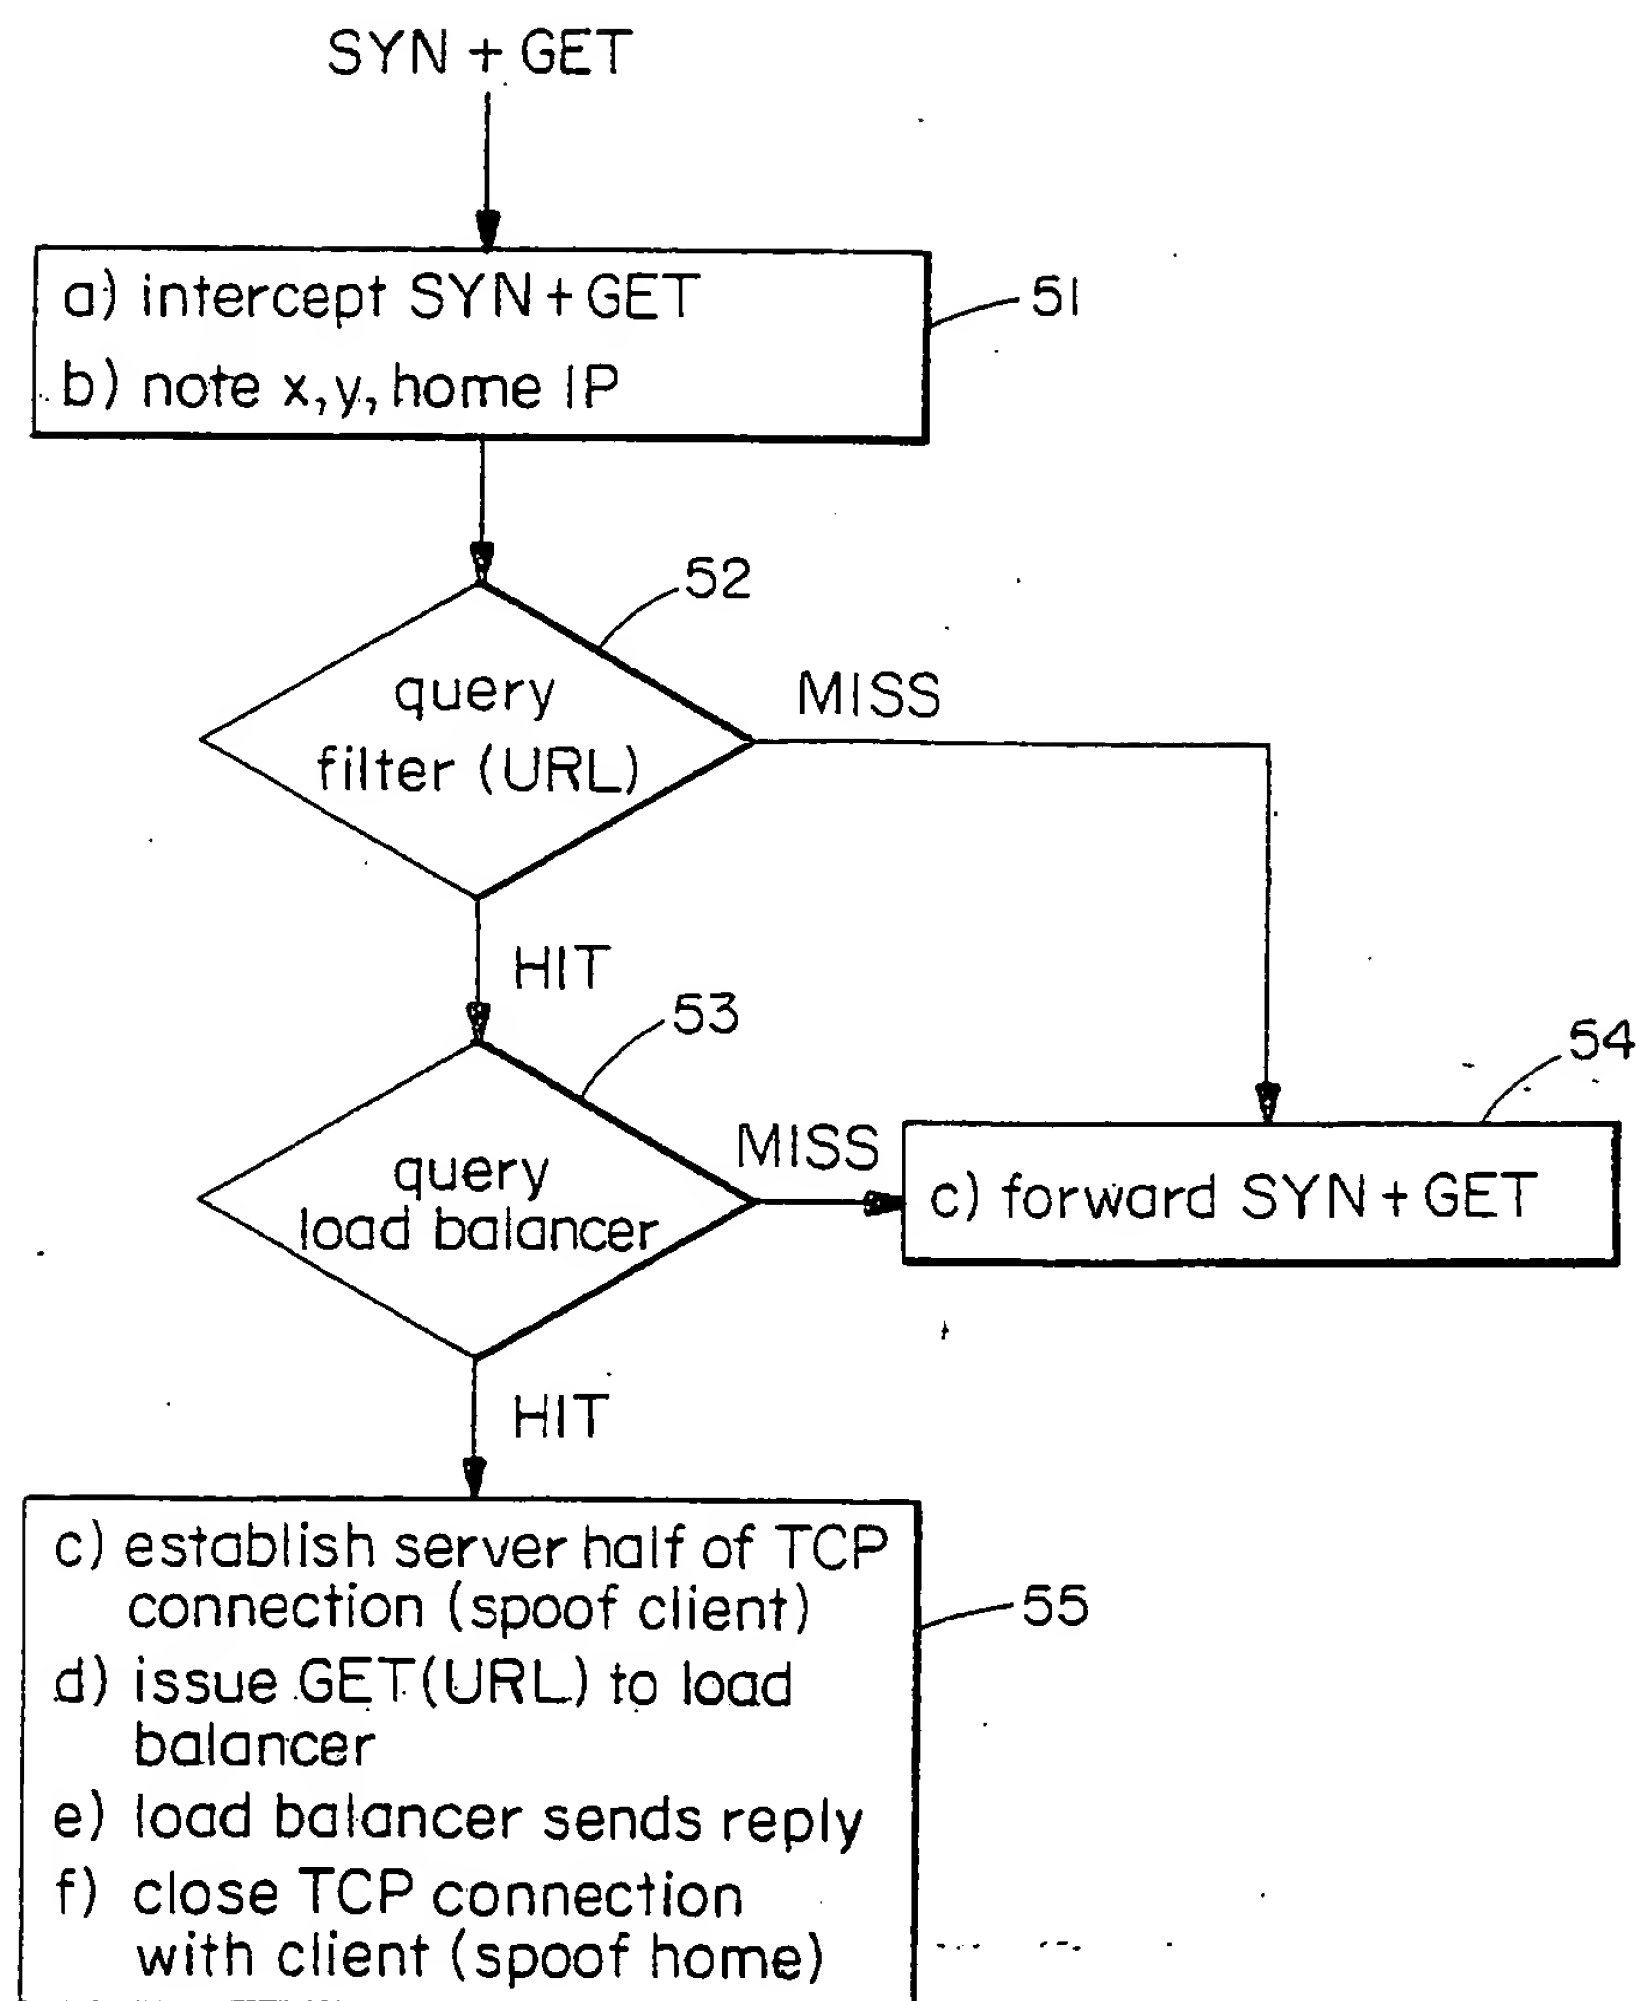 SYN + GET
a) intercept SYN + GET
51
b) note x, y, home IP
52
query
filter (URL)
MISS
HIT
53
query
load balancer
MISS
54
c) forward SYN + GET
HIT
c) establish server half of TCP
connection (spoof client)
55
d) issue GET(URL) to load
balancer
e) load balancer sends reply
f) close TCP connection
with client (spoof home)